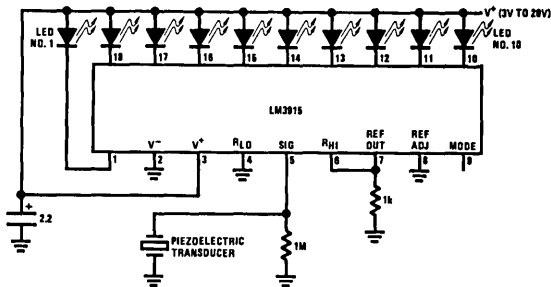 V+ (3V TO 20V)
LED
NO. 1
LED
NO. 10
18 17 16 15 14 13 12 11 10
LM3915
V− V+ RLO SIG RHI REF OUT REF ADJ MODE
1 2 3 4 5 6 7 8 9
+
2.2
1k
PIEZOELECTRIC
TRANSDUCER
1M